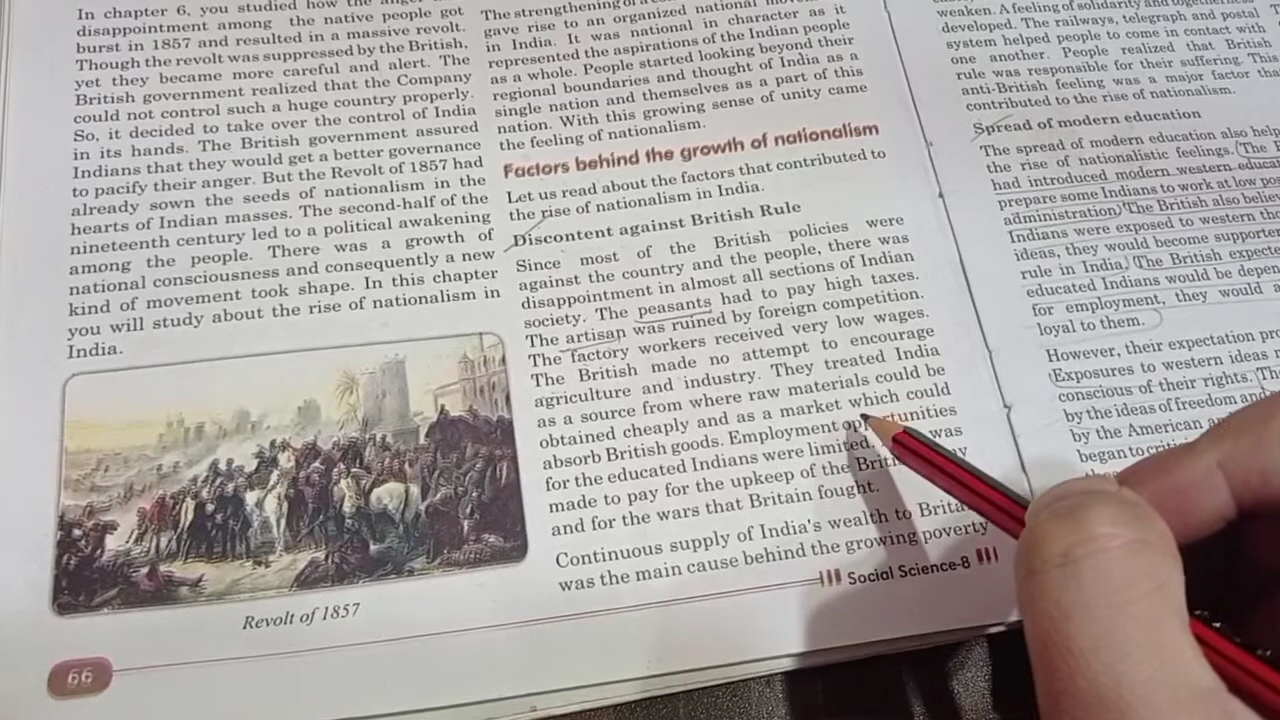 In chapter 6, you studied how the
disappointment among the native people got
burst in 1857 and resulted in a massive revolt.
Though the revolt was suppressed by the British,
yet they became more careful and alert. The
British government realized that the Company
could not control such a huge country properly.
So, it decided to take over the control of India
in its hands. The British government assured
Indians that they would get a better governance
to pacify their anger. But the Revolt of 1857 had
already sown the seeds of nationalism in the
hearts of Indian masses. The second-half of the
nineteenth century led to a political awakening
among the people. There was a growth of
national consciousness and consequently a new
kind of movement took shape. In this chapter
you will study about the rise of nationalism in
India.
Revolt of 1857
66
The strengthening of a
gave rise to an organized national
in India. It was national in character as it
represented the aspirations of the Indian people
as a whole. People started looking beyond their
regional boundaries and thought of India as a
single nation and themselves as a part of this
nation. With this growing sense of unity came
the feeling of nationalism.
Factors behind the growth of nationalism
Let us read about the factors that contributed to
the rise of nationalism in India.
Discontent against British Rule
Since most of the British policies were
against the country and the people, there was
disappointment in almost all sections of Indian
society. The peasants had to pay high taxes.
The artisan was ruined by foreign competition.
The factory workers received very low wages.
The British made no attempt to encourage
agriculture and industry. They treated India
as a source from where raw materials could be
obtained cheaply and as a market which could
absorb British goods. Employment
for the educated Indians were limited. was
made to pay for the upkeep of the
and for the wars that Britain fought.
Continuous supply of India's wealth to
was the main cause behind the growing poverty
Social Science-8
weaken. A feeling of solidarity and
developed. The railways, telegraph and postal
system helped people to come in contact with
one another. People realized that British
rule was responsible for their suffering. This
anti-British feeling was a major factor
contributed to the rise of nationalism.
Spread of modern education
The spread of modern education also
the rise of nationalistic feelings. The
had introduced modern western
prepare some Indians to work at low
administration. The British also
Indians were exposed to western
ideas, they would become
rule in India. The British
educated Indians would be
for employment, they would
loyal to them.
However, their expectation
Exposures to western ideas
conscious of their rights.
by the ideas of freedom
by the American
began to